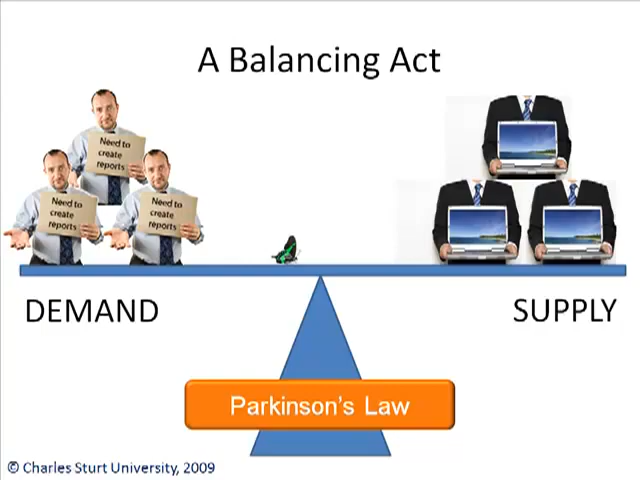 A Balancing Act
Need to
create
reports
Need to
create
reports
Need to
create
reports
DEMAND
SUPPLY
Parkinson's Law
© Charles Sturt University, 2009